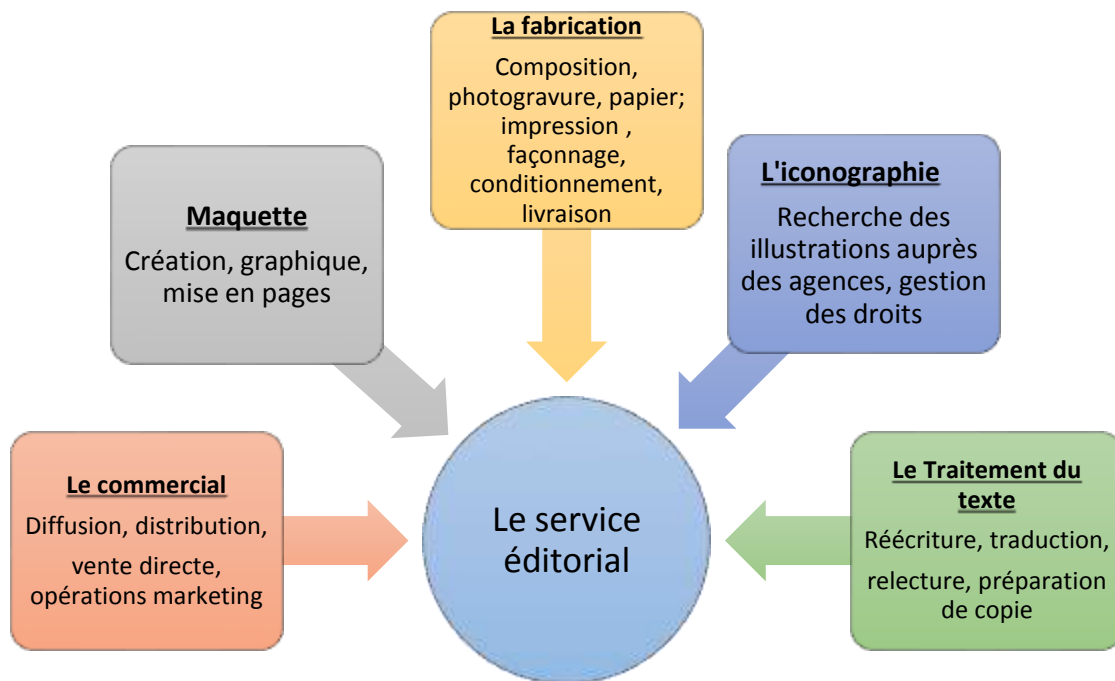 La fabrication
Composition,
photogravure, papier;
impression ,
façonnage,
conditionnement,
livraison
Maquette
Création, graphique,
mise en pages
L'iconographie
Recherche des
illustrations auprès
des agences, gestion
des droits
Le commercial
Diffusion, distribution,
vente directe,
opérations marketing
Le service
éditorial
Le Traitement du
texte
Réécriture, traduction,
relecture, préparation
de copie